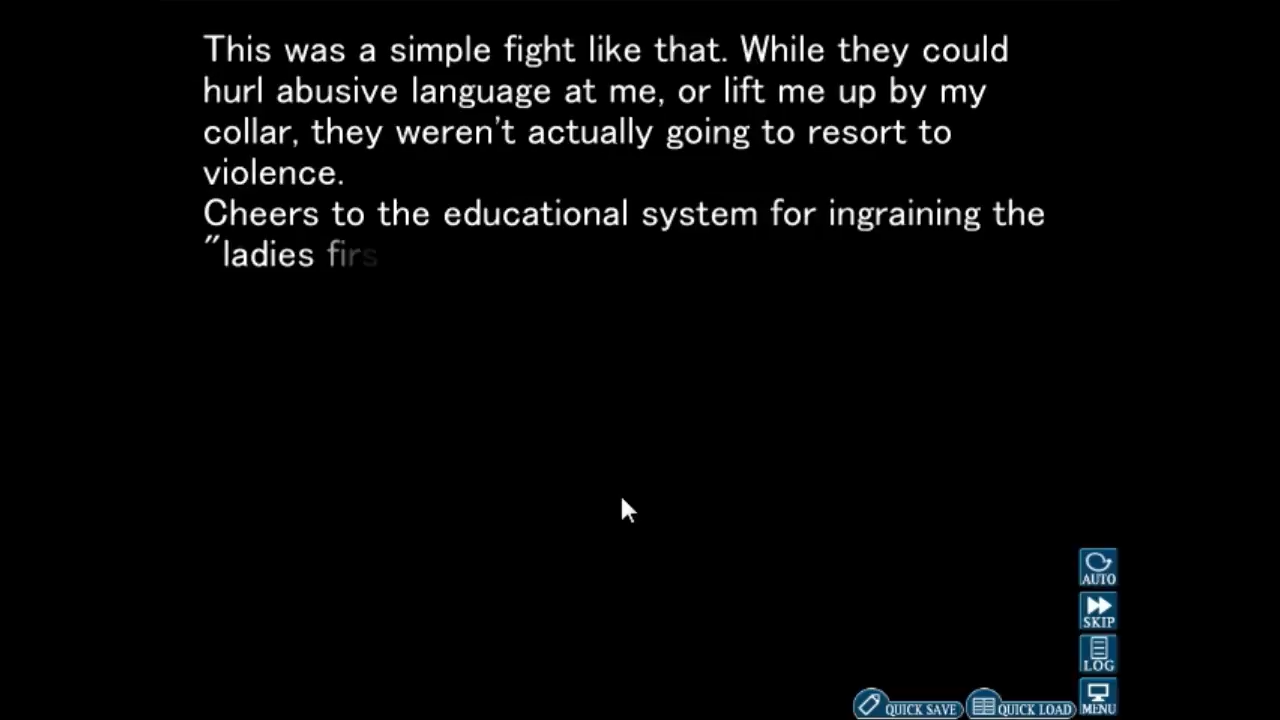 This was a simple fight like that. While they could
hurl abusive language at me, or lift me up by my
collar, they weren't actually going to resort to
violence.
Cheers to the educational system for ingraining the
"ladies firs
AUTO
SKIP
LOG
MENU
QUICK SAVE
QUICK LOAD